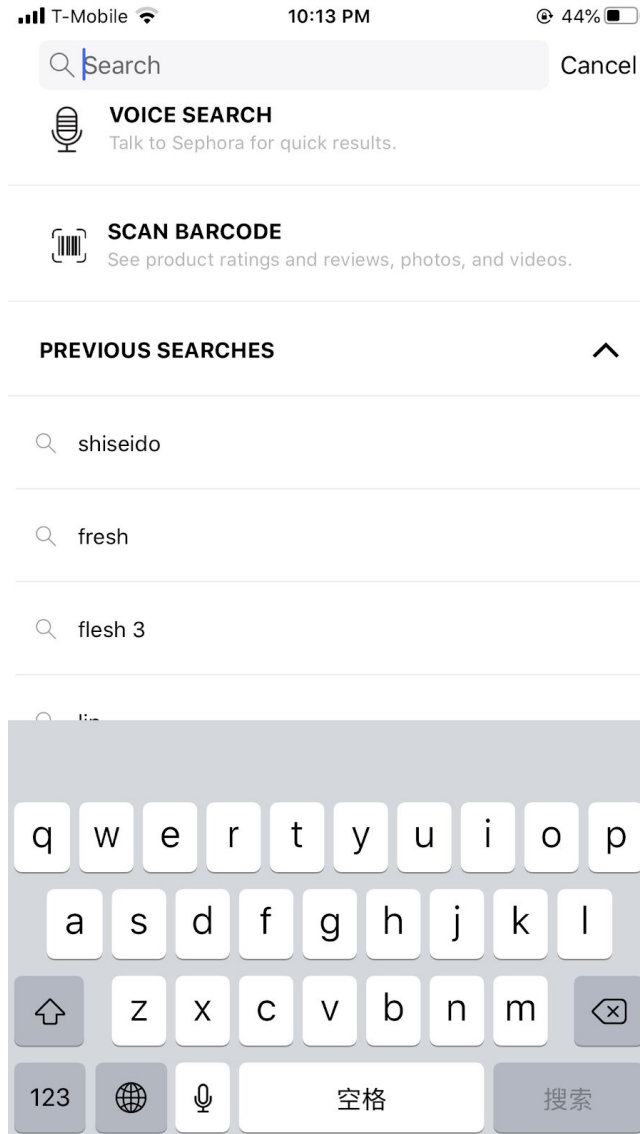 T-Mobile 10:13 PM 44%
Search Cancel
VOICE SEARCH
Talk to Sephora for quick results.
SCAN BARCODE
See product ratings and reviews, photos, and videos.
PREVIOUS SEARCHES
shiseido
fresh
flesh 3
q w e r t y u i o p
a s d f g h j k l
z x c v b n m
123 空格 搜索